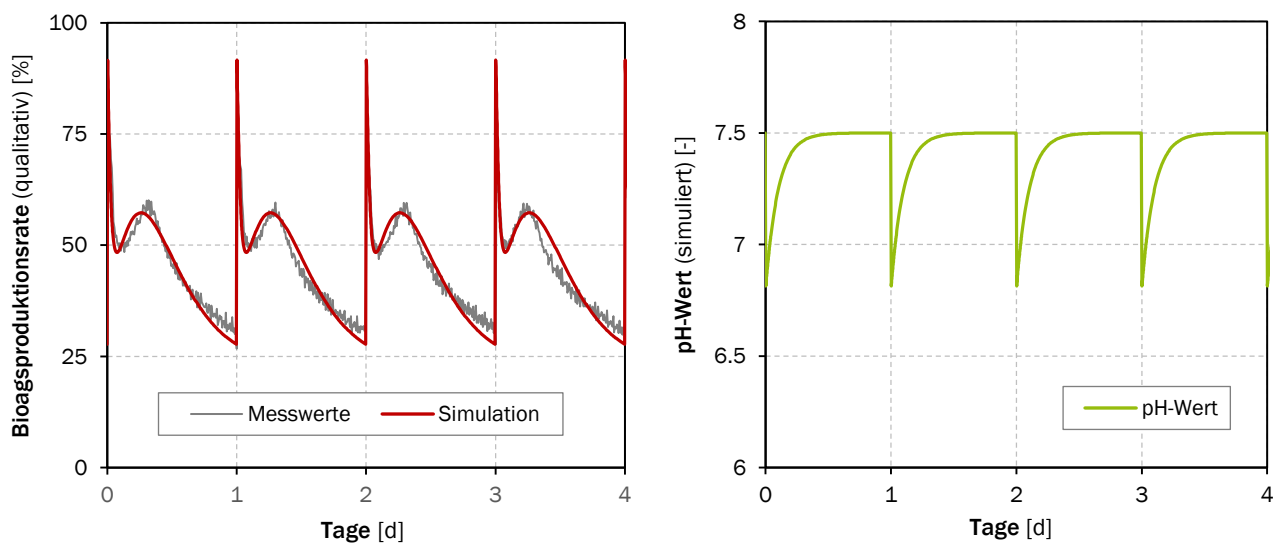 Bioagsproduktionsrate (qualitativ) [%]
100
75
50
25
0
Messwerte
Simulation
0 1 2 3 4
Tage [d]
pH-Wert (simuliert) [-]
8
7.5
7
6.5
6
pH-Wert
0 1 2 3 4
Tage [d]